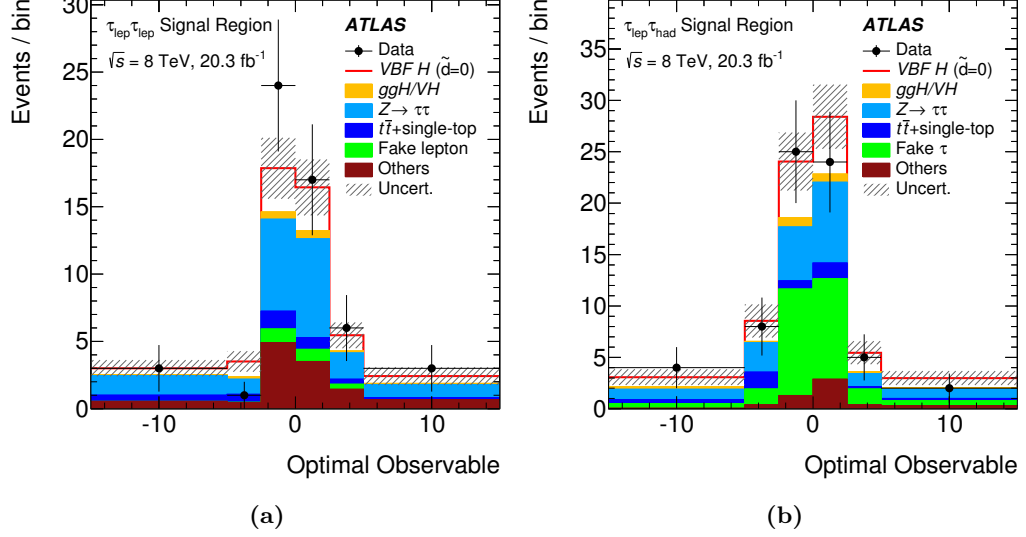 Events / bin
30
25
20
15
10
5
0
τlepτlep Signal Region
√s = 8 TeV, 20.3 fb-1
ATLAS
Data
VBF H (d̃=0)
ggH/VH
Z→ ττ
tt̄+single-top
Fake lepton
Others
Uncert.
-10
0
10
Optimal Observable
(a)
Events / bin
35
30
25
20
15
10
5
0
τlepτhad Signal Region
√s = 8 TeV, 20.3 fb-1
ATLAS
Data
VBF H (d̃=0)
ggH/VH
Z→ ττ
tt̄+single-top
Fake τ
Others
Uncert.
-10
0
10
Optimal Observable
(b)